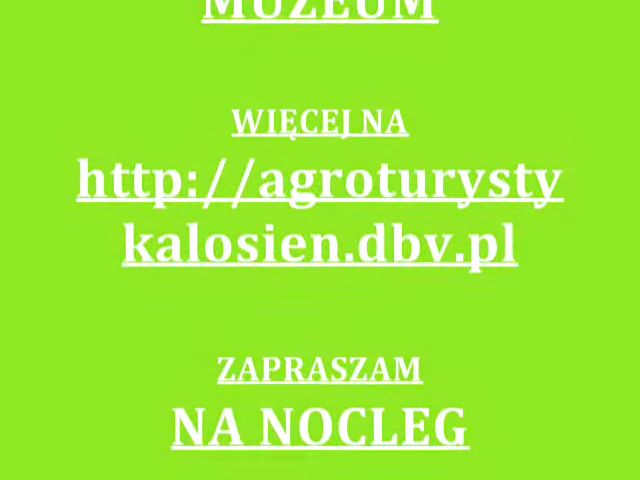 MUZEUM
WIĘCEJ NA
http://agroturysty
kalosien.dbv.pl
ZAPRASZAM
NA NOCLEG